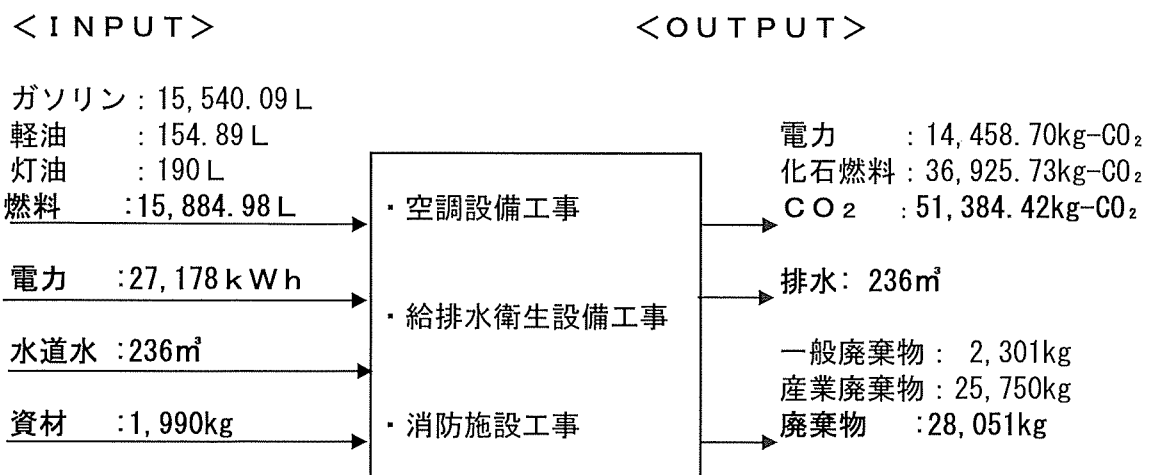 ＜ＩＮＰＵＴ＞
ガソリン：15,540.09Ｌ
軽油　　：154.89Ｌ
灯油　　：190Ｌ
燃料　　:15,884.98Ｌ
電力　　:27,178ｋＷｈ
水道水　:236㎥
資材　　:1,990kg
・空調設備工事
・給排水衛生設備工事
・消防施設工事
＜ＯＵＴＰＵＴ＞
電力　　　：14,458.70kg-CO₂
化石燃料：36,925.73kg-CO₂
ＣＯ２　：51,384.42kg-CO₂
排水：236㎥
一般廃棄物：2,301kg
産業廃棄物：25,750kg
廃棄物　　:28,051kg